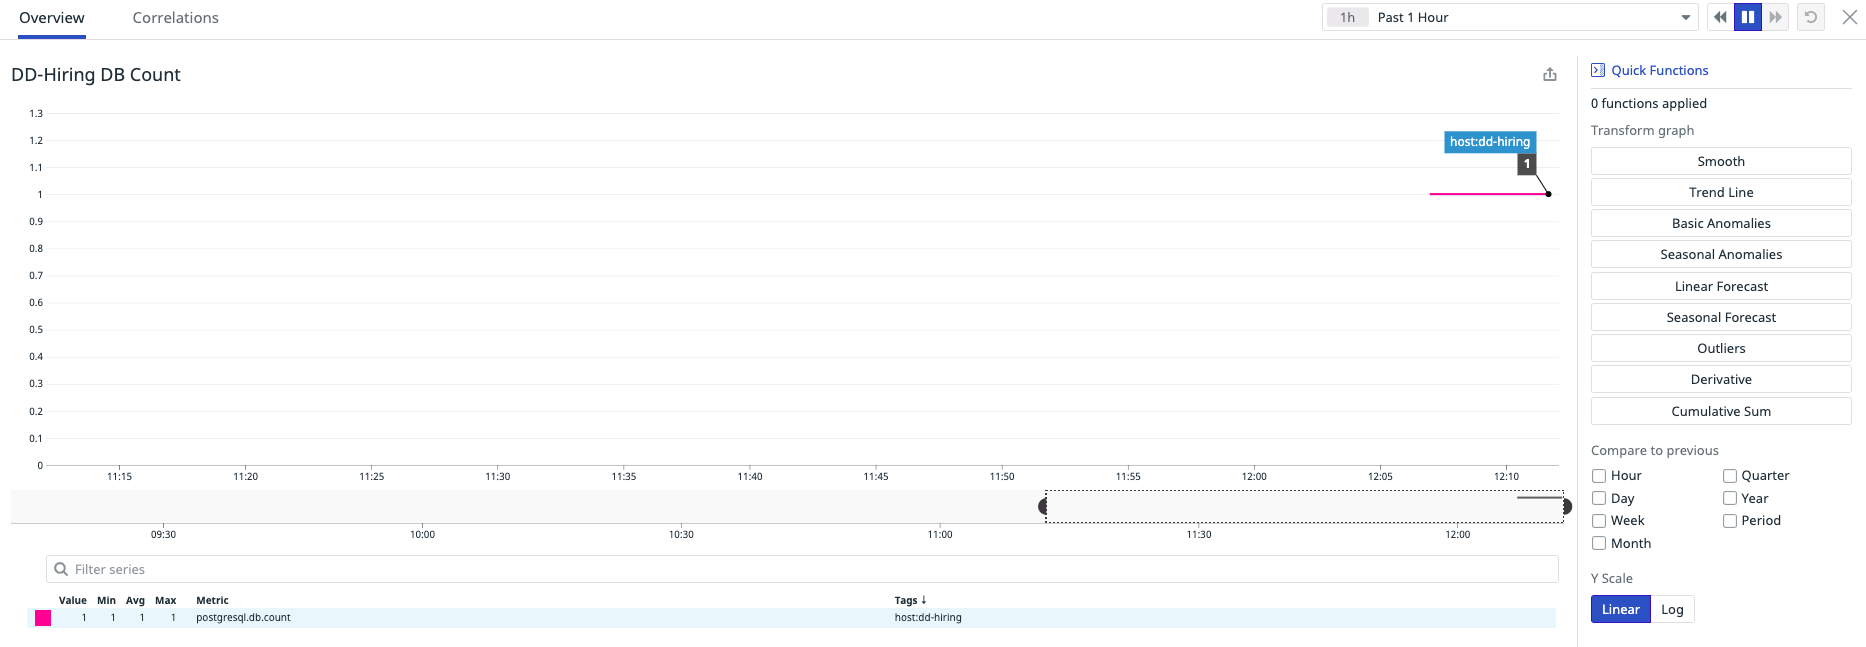 Overview Correlations 1h Past 1 Hour
DD-Hiring DB Count
1.3
1.2
1.1
1
0.9
0.8
0.7
0.6
0.5
0.4
0.3
0.2
0.1
0
host:dd-hiring
1
11:15 11:20 11:25 11:30 11:35 11:40 11:45 11:50 11:55 12:00 12:05 12:10
09:30 10:00 10:30 11:00 11:30 12:00
Filter series
Value Min Avg Max Metric Tags ↓
1 1 1 1 postgresql.db.count host:dd-hiring
Quick Functions
0 functions applied
Transform graph
Smooth
Trend Line
Basic Anomalies
Seasonal Anomalies
Linear Forecast
Seasonal Forecast
Outliers
Derivative
Cumulative Sum
Compare to previous
Hour Quarter
Day Year
Week Period
Month
Y Scale
Linear Log